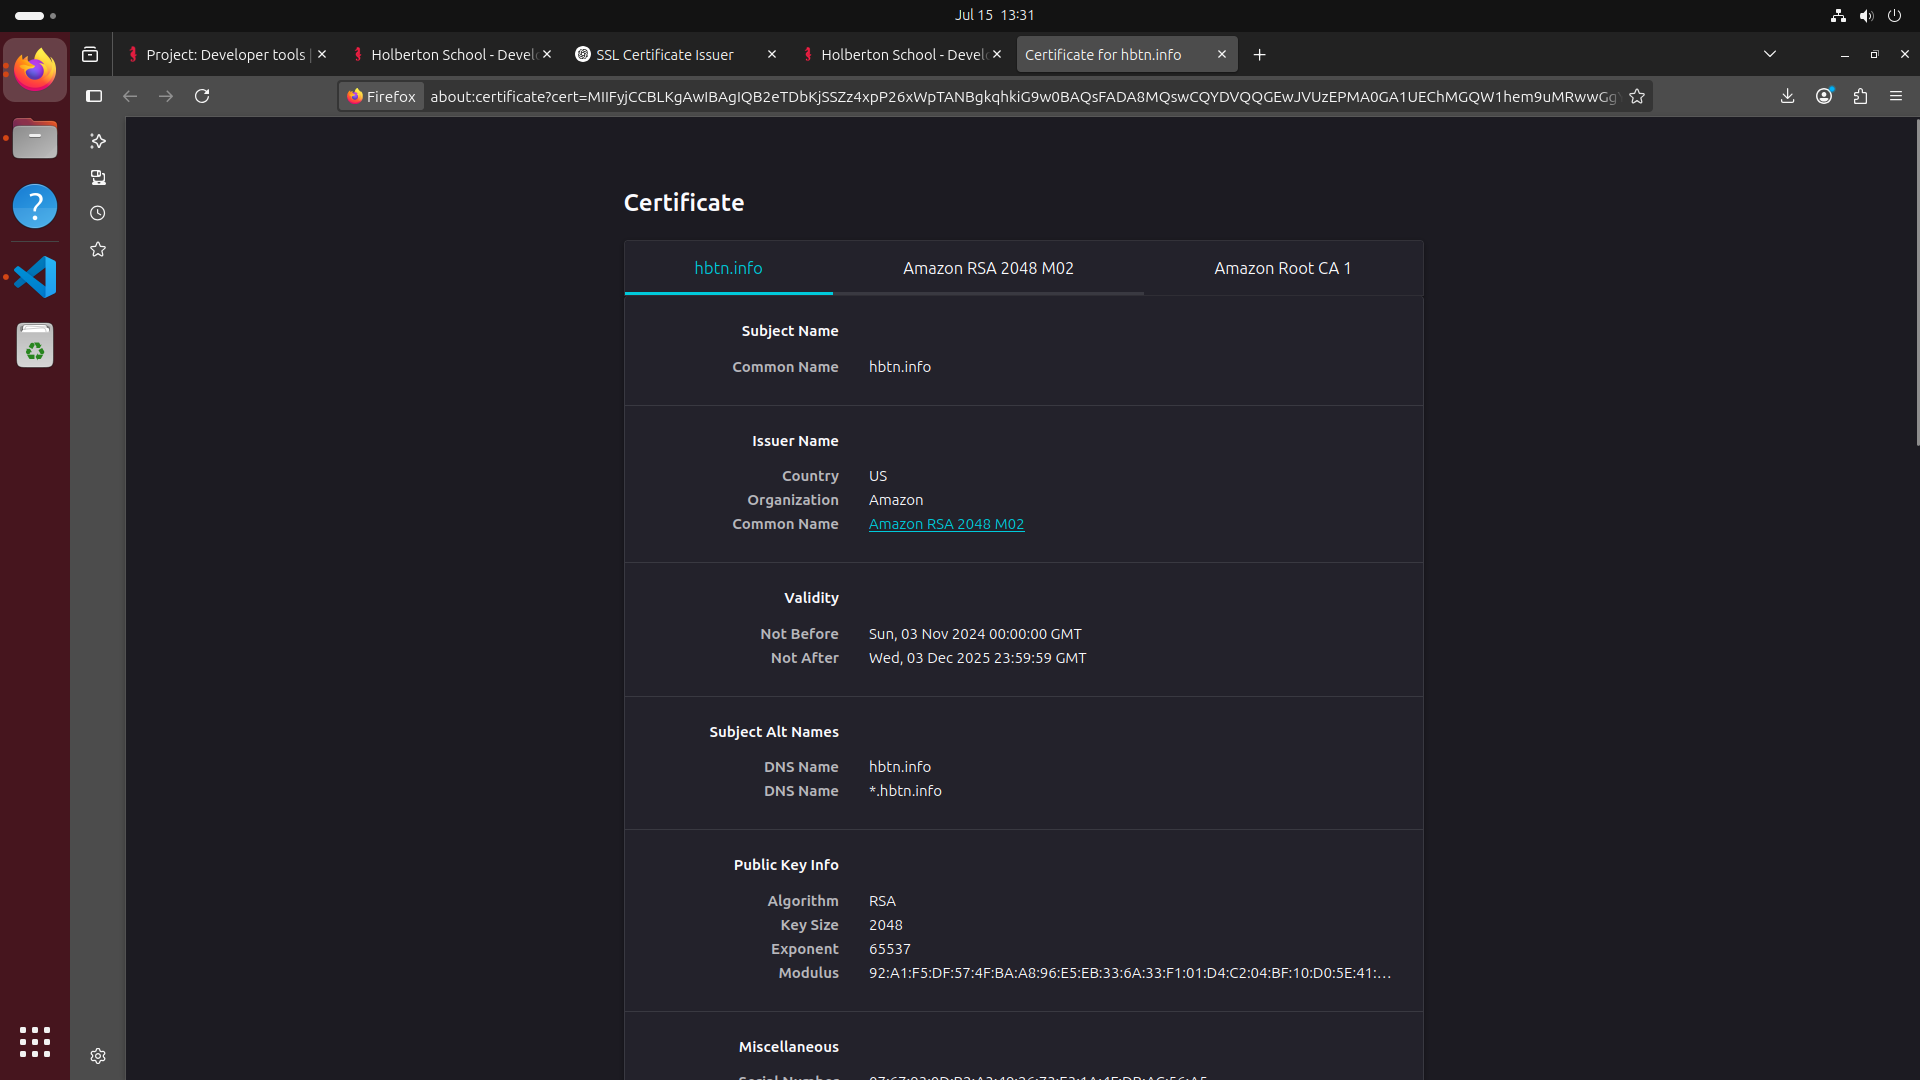 Jul 15 13:31
Project: Developer tools |
Holberton School - Devel
SSL Certificate Issuer
Holberton School - Devel
Certificate for hbtn.info
Firefox
about:certificate?cert=MIIFyjCCBLKgAwIBAgIQB2eTDbKjSSZz4xpP26xWpTANBgkqhkiG9w0BAQsFADA8MQswCQYDVQQGEwJVUzEPMA0GA1UEChMGQW1hem9uMRwwGg
Certificate
hbtn.info
Amazon RSA 2048 M02
Amazon Root CA 1
Subject Name
Common Name hbtn.info
Issuer Name
Country US
Organization Amazon
Common Name Amazon RSA 2048 M02
Validity
Not Before Sun, 03 Nov 2024 00:00:00 GMT
Not After Wed, 03 Dec 2025 23:59:59 GMT
Subject Alt Names
DNS Name hbtn.info
DNS Name *.hbtn.info
Public Key Info
Algorithm RSA
Key Size 2048
Exponent 65537
Modulus 92:A1:F5:DF:57:4F:BA:A8:96:E5:EB:33:6A:33:F1:01:D4:C2:04:BF:10:D0:5E:41:…
Miscellaneous
Serial Number